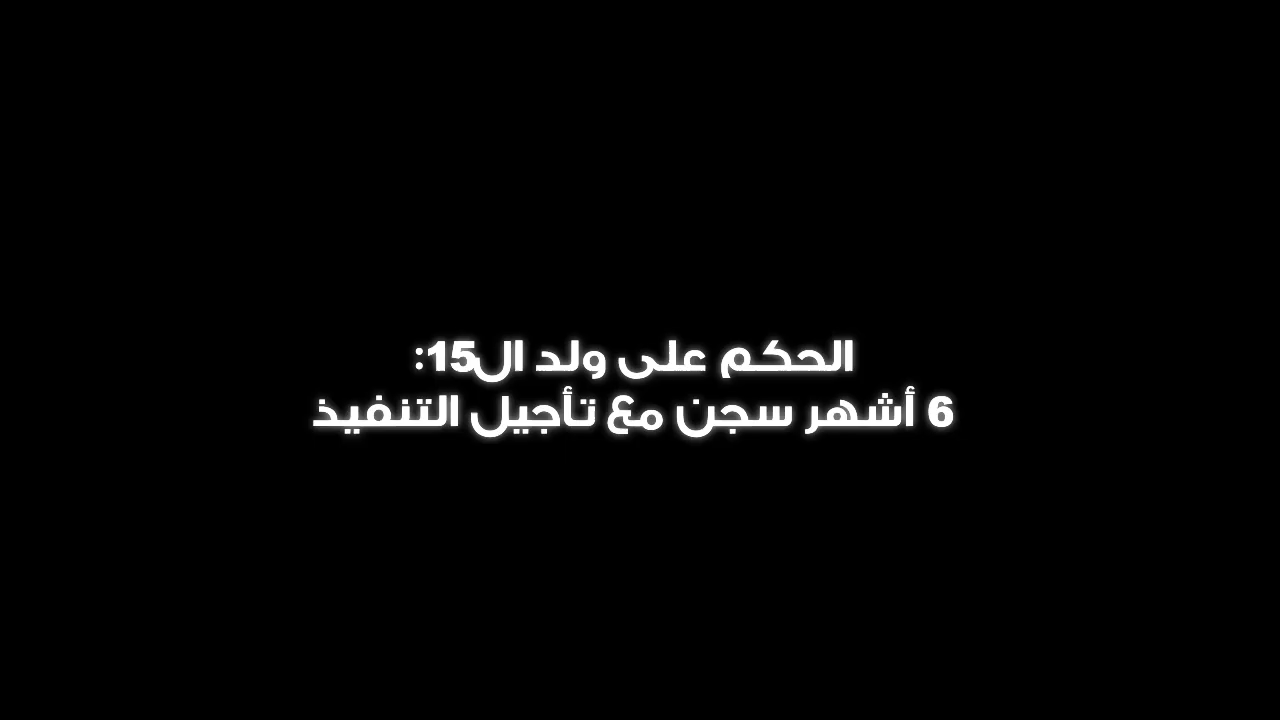 الحكم على ولد ال15:
6 أشهر سجن مع تأجيل التنفيذ